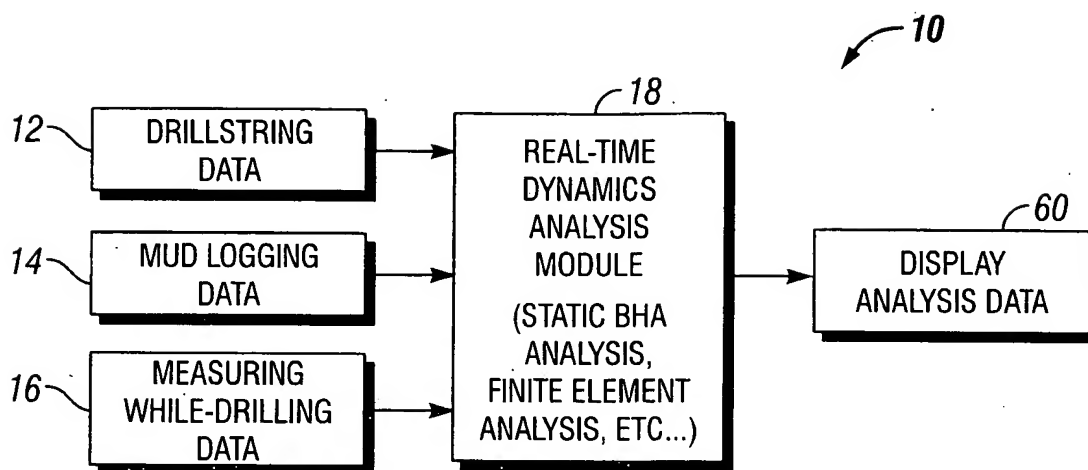 10
12
DRILLSTRING
DATA
14
MUD LOGGING
DATA
16
MEASURING
WHILE-DRILLING
DATA
18
REAL-TIME
DYNAMICS
ANALYSIS
MODULE
(STATIC BHA
ANALYSIS,
FINITE ELEMENT
ANALYSIS, ETC...)
60
DISPLAY
ANALYSIS DATA